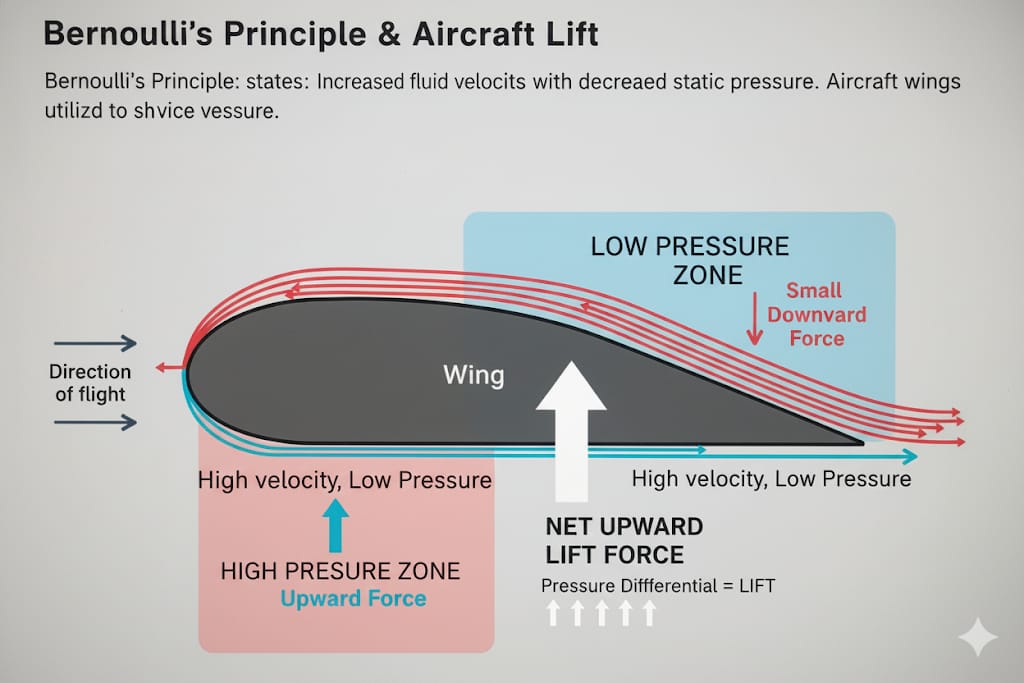 Bernoulli's Principle & Aircraft Lift
Bernoulli's Principle: states: Increased fluid velocits with decreaed static pressure. Aircraft wings
utilizd to shvice vessure.
LOW PRESSURE
ZONE
Small
Downvard
Force
Direction
of flight
Wing
High velocity, Low Pressure
High velocity, Low Pressure
HIGH PRESURE ZONE
Upward Force
NET UPWARD
LIFT FORCE
Pressure Diffferential = LIFT